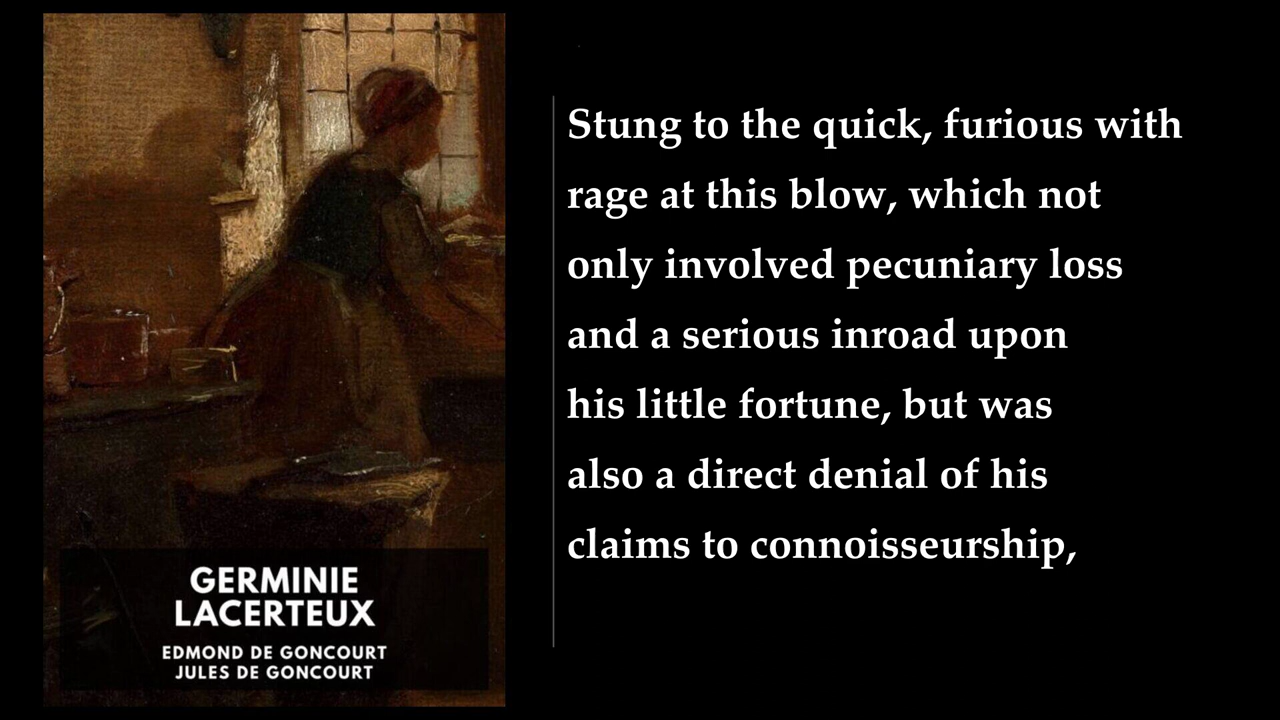 GERMINIE
LACERTEUX
EDMOND DE GONCOURT
JULES DE GONCOURT
Stung to the quick, furious with
rage at this blow, which not
only involved pecuniary loss
and a serious inroad upon
his little fortune, but was
also a direct denial of his
claims to connoisseurship,